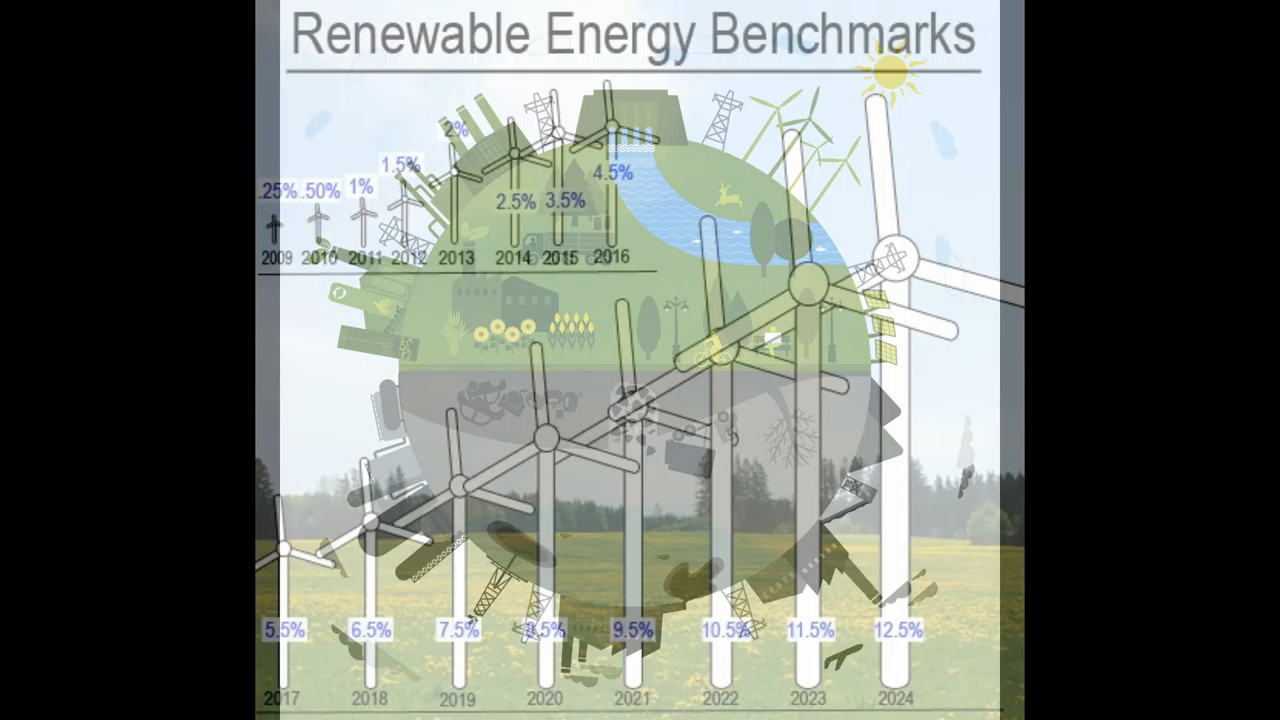 Renewable Energy Benchmarks
2%
1.5%
4.5%
.25% .50% 1%
2.5% 3.5%
2009 2010 2011 2012 2013 2014 2015 2016
5.5% 6.5% 7.5% 8.5% 9.5% 10.5% 11.5% 12.5%
2017 2018 2019 2020 2021 2022 2023 2024